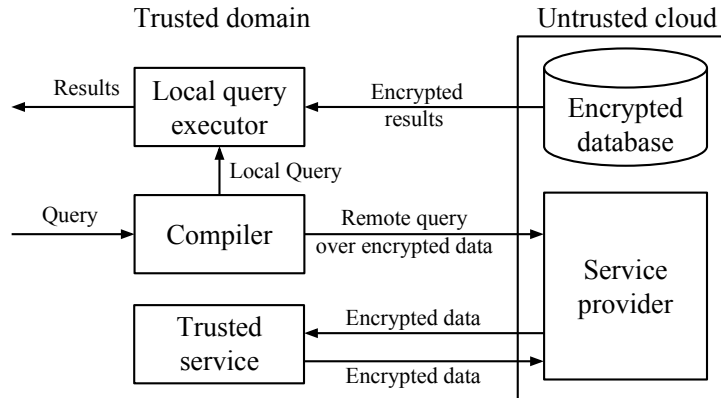 Trusted domain
Untrusted cloud
Results
Local query
executor
Encrypted
results
Encrypted
database
Local Query
Query
Compiler
Remote query
over encrypted data
Service
provider
Trusted
service
Encrypted data
Encrypted data